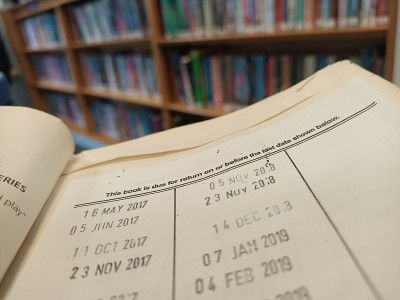 ERIES
play"
This book is due for return on or before the last date shown below.
16 MAY 2017
05 JUN 2017
11 OCT 2017
23 NOV 2017
05 NOV 2018
23 NOV 2018
14 DEC 2018
07 JAN 2019
04 FEB 2019
2019